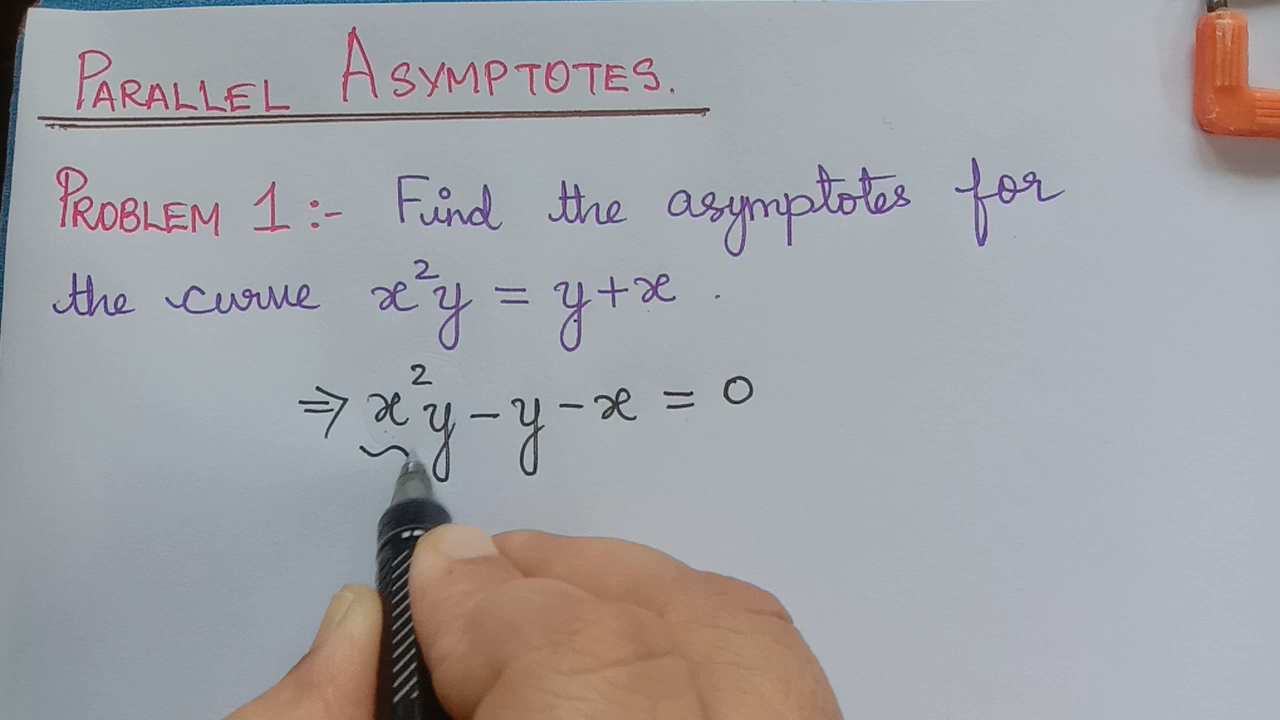 PARALLEL ASYMPTOTES.
PROBLEM 1:- Find the asymptotes for
the curve x²y = y+x .
⇒ x²y - y - x = 0